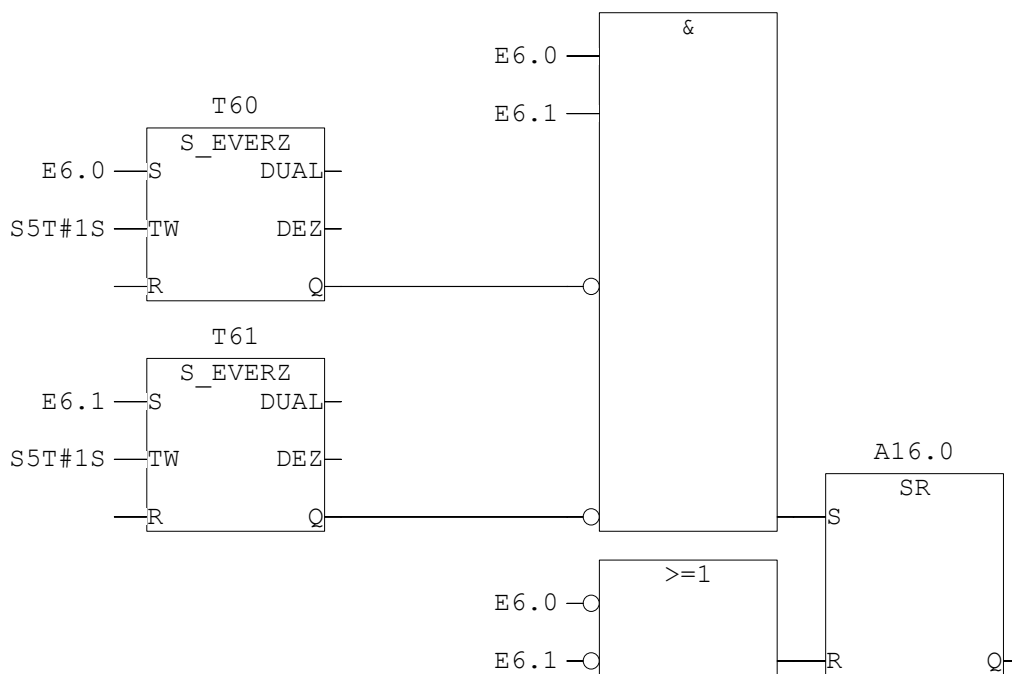 &
E6.0
E6.1
T60
S_EVERZ
E6.0 S DUAL
S5T#1S TW DEZ
R Q
T61
S_EVERZ
E6.1 S DUAL
S5T#1S TW DEZ
R Q
A16.0
SR
S
>=1
E6.0
E6.1
R Q